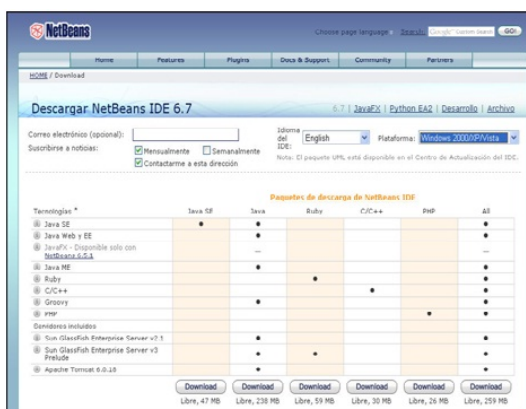 NetBeans
Choose page language
Search:
GO!
Home Features Plugins Docs & Support Community Partners
HOME / Download
Descargar NetBeans IDE 6.7
6.7 | JavaFX | Python EA2 | Desarrollo | Archivo
Correo electrónico (opcional):
Idioma del IDE: English Plataforma: Windows 2000/XP/Vista
Suscribirse a noticias: Mensualmente Semanalmente
Contactarme a esta dirección
Nota: El paquete UML está disponible en el Centro de Actualización del IDE.
Paquetes de descarga de NetBeans IDE
Tecnologías * Java SE Java Ruby C/C++ PHP All
Java SE
Java Web y EE
JavaFX - Disponible solo con
NetBeans 6.5.1
Java ME
Ruby
C/C++
Groovy
PHP
incluidos
Sun GlassFish Enterprise Server v2.1
Sun GlassFish Enterprise Server v3
Prelude
Apache Tomcat 6.0.18
Download Download Download Download Download Download
Libre, 47 MB Libre, 238 MB Libre, 59 MB Libre, 30 MB Libre, 26 MB Libre, 259 MB